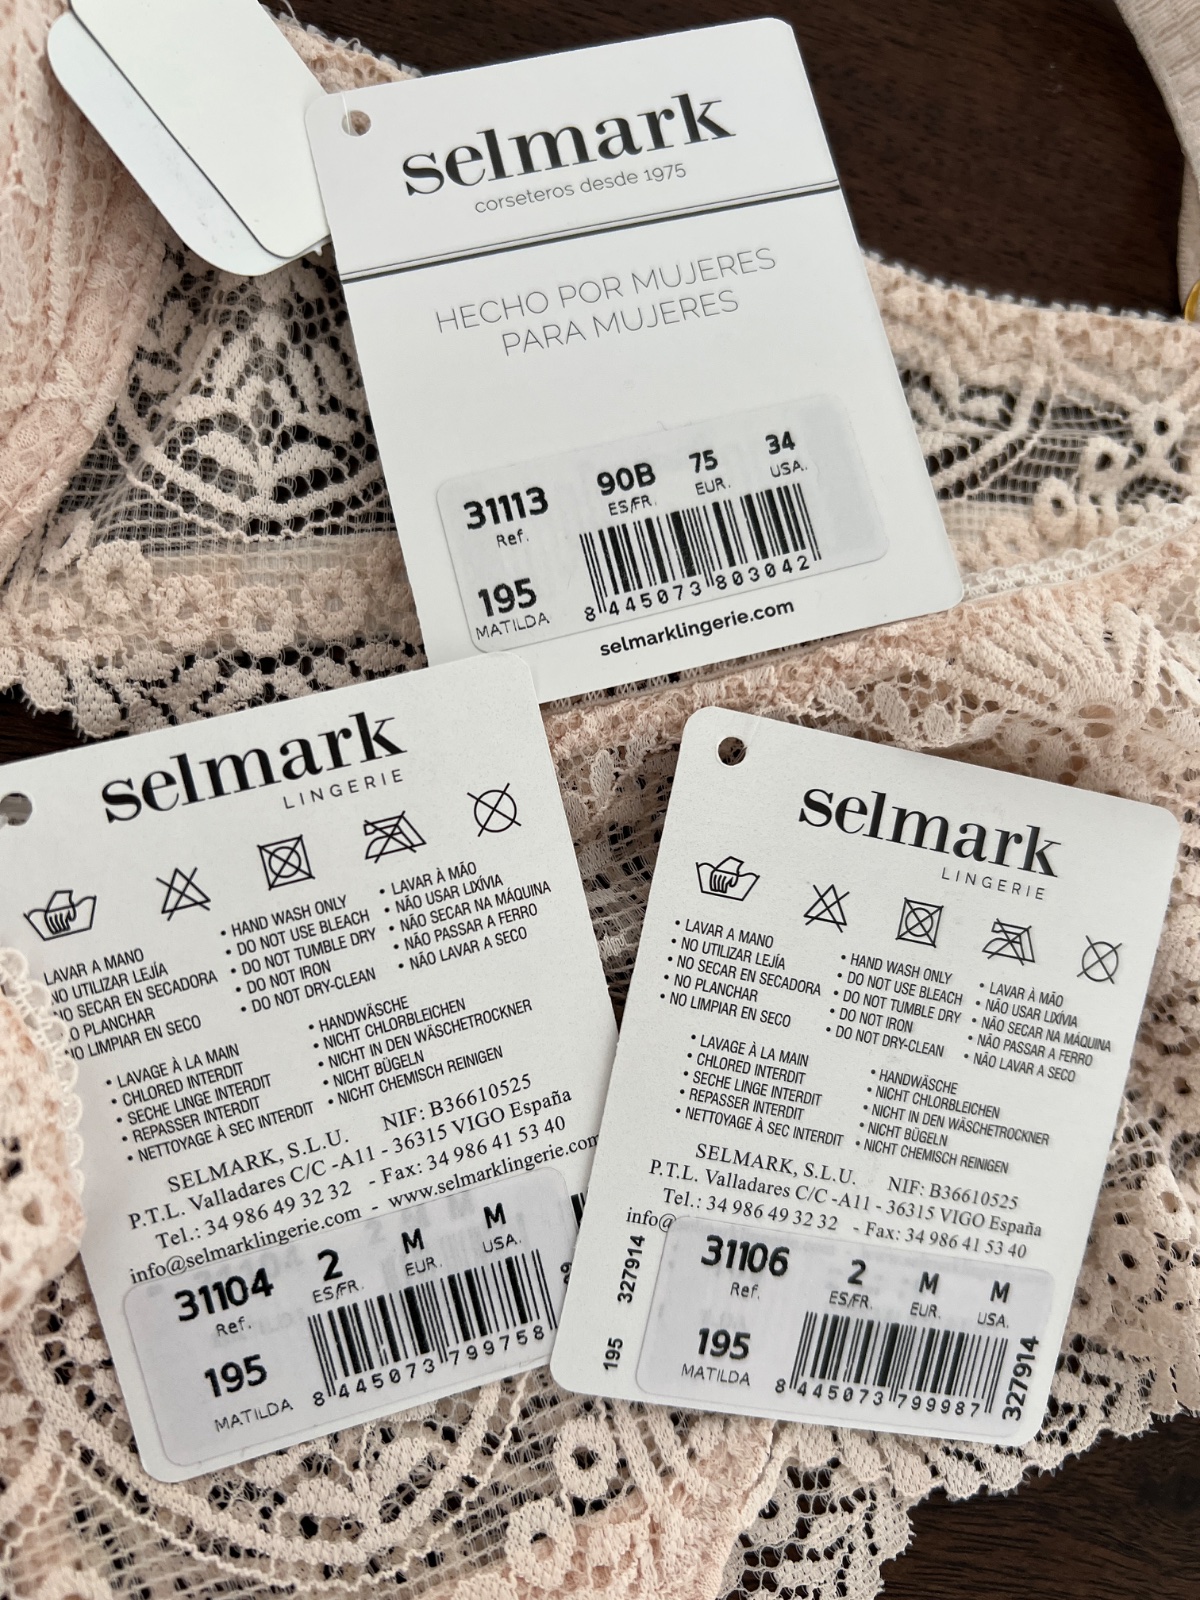 selmark
corseteros desde 1975
HECHO POR MUJERES
PARA MUJERES
31113 90B 75 34
Ref. ES/FR. EUR. USA.
195
MATILDA
8 445073 803042
selmarklingerie.com
selmark
LINGERIE
LAVAR A MANO
NO UTILIZAR LEJÍA
NO SECAR EN SECADORA
NO PLANCHAR
NO LIMPIAR EN SECO
• HAND WASH ONLY
• DO NOT USE BLEACH
• DO NOT TUMBLE DRY
• DO NOT IRON
• DO NOT DRY-CLEAN
• LAVAR À MÃO
• NÃO USAR LIXÍVIA
• NÃO SECAR NA MÁQUINA
• NÃO PASSAR A FERRO
• NÃO LAVAR A SECO
• LAVAGE À LA MAIN
• CHLORED INTERDIT
• SECHE LINGE INTERDIT
• REPASSER INTERDIT
• NETTOYAGE À SEC INTERDIT
• HANDWÄSCHE
• NICHT CHLORBLEICHEN
• NICHT IN DEN WÄSCHETROCKNER
• NICHT BÜGELN
• NICHT CHEMISCH REINIGEN
SELMARK, S.L.U. NIF: B36610525
P.T.L. Valladares C/C -A11 - 36315 VIGO España
Tel.: 34 986 49 32 32 - Fax: 34 986 41 53 40
info@selmarklingerie.com - www.selmarklingerie.com
31104 2 M M
Ref. ES/FR. EUR. USA.
195
MATILDA
8 445073 799758
selmark
LINGERIE
• LAVAR A MANO
• NO UTILIZAR LEJÍA
• NO SECAR EN SECADORA
• NO PLANCHAR
• NO LIMPIAR EN SECO
• HAND WASH ONLY
• DO NOT USE BLEACH
• DO NOT TUMBLE DRY
• DO NOT IRON
• DO NOT DRY-CLEAN
• LAVAR À MÃO
• NÃO USAR LIXÍVIA
• NÃO SECAR NA MÁQUINA
• NÃO PASSAR A FERRO
• NÃO LAVAR A SECO
• LAVAGE À LA MAIN
• CHLORED INTERDIT
• SECHE LINGE INTERDIT
• REPASSER INTERDIT
• NETTOYAGE À SEC INTERDIT
• HANDWÄSCHE
• NICHT CHLORBLEICHEN
• NICHT IN DEN WÄSCHETROCKNER
• NICHT BÜGELN
• NICHT CHEMISCH REINIGEN
SELMARK, S.L.U. NIF: B36610525
P.T.L. Valladares C/C -A11 - 36315 VIGO España
Tel.: 34 986 49 32 32 - Fax: 34 986 41 53 40
info@
31106 2 M M
Ref. ES/FR. EUR. USA.
195
MATILDA
8 445073 799987
195 327914
327914